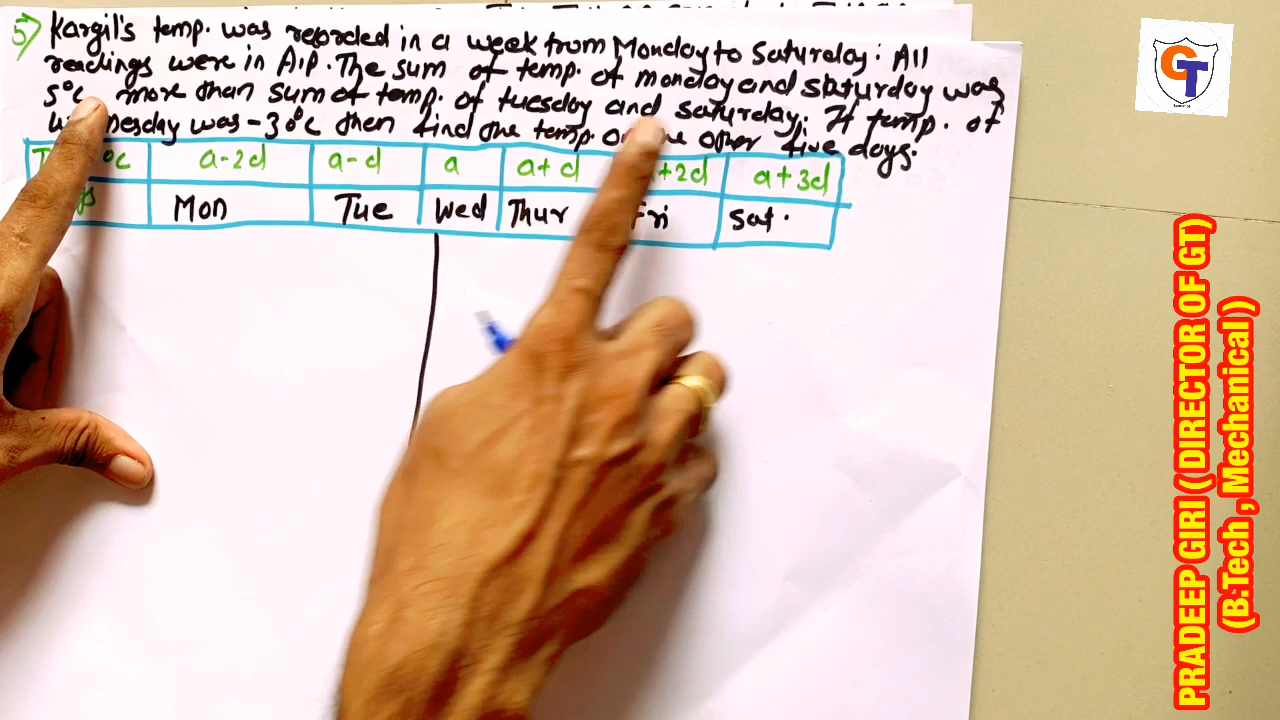 5) Kargil's temp. was recorded in a week from Monday to Saturday. All
readings were in A.P. The sum of temp. of monday and saturday was
5°c more than sum of temp. of tuesday and saturday. If temp. of
was -30°c then find the temp. other five days.
°c a-2d a-d a a+d +2d a+3d
Mon Tue Wed Thur Fri Sat.
GT
PRADEEP GIRI ( DIRECTOR OF GT)
(B.Tech , Mechanical )